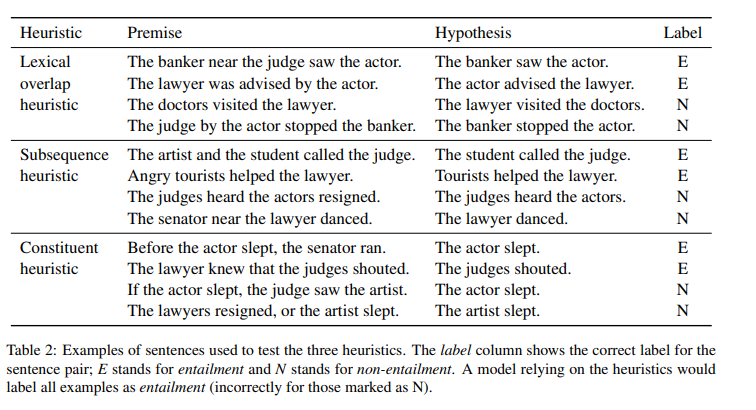 Heuristic Premise Hypothesis Label
Lexical The banker near the judge saw the actor. The banker saw the actor. E
overlap The lawyer was advised by the actor. The actor advised the lawyer. E
heuristic The doctors visited the lawyer. The lawyer visited the doctors. N
The judge by the actor stopped the banker. The banker stopped the actor. N
Subsequence The artist and the student called the judge. The student called the judge. E
heuristic Angry tourists helped the lawyer. Tourists helped the lawyer. E
The judges heard the actors resigned. The judges heard the actors. N
The senator near the lawyer danced. The lawyer danced. N
Constituent Before the actor slept, the senator ran. The actor slept. E
heuristic The lawyer knew that the judges shouted. The judges shouted. E
If the actor slept, the judge saw the artist. The actor slept. N
The lawyers resigned, or the artist slept. The artist slept. N
Table 2: Examples of sentences used to test the three heuristics. The label column shows the correct label for the
sentence pair; E stands for entailment and N stands for non-entailment. A model relying on the heuristics would
label all examples as entailment (incorrectly for those marked as N).